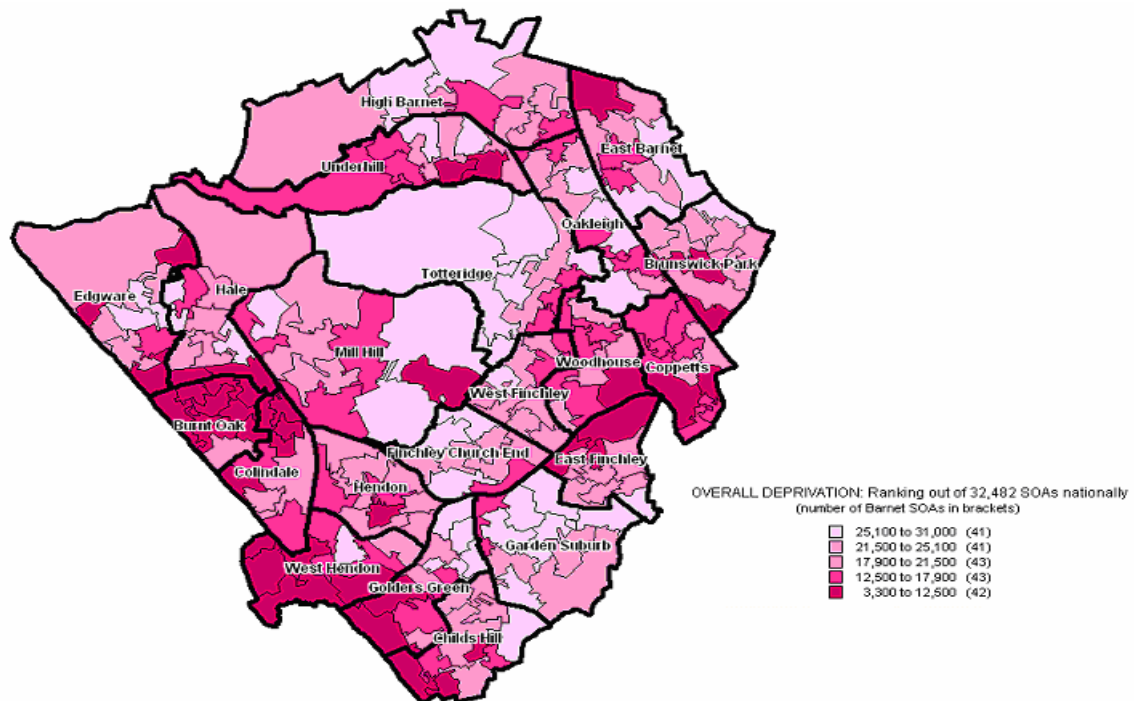 High Barnet
East Barnet
Underhill
Oakleigh
Brunswick Park
Totteridge
Edgware
Hale
Mill Hill
Woodhouse
Coppetts
West Finchley
Burnt Oak
Finchley Church End
East Finchley
Colindale
Hendon
OVERALL DEPRIVATION: Ranking out of 32,482 SOAs nationally
(number of Barnet SOAs in brackets)
25,100 to 31,000 (41)
21,500 to 25,100 (41)
17,900 to 21,500 (43)
12,500 to 17,900 (43)
3,300 to 12,500 (42)
Garden Suburb
West Hendon
Golders Green
Childs Hill